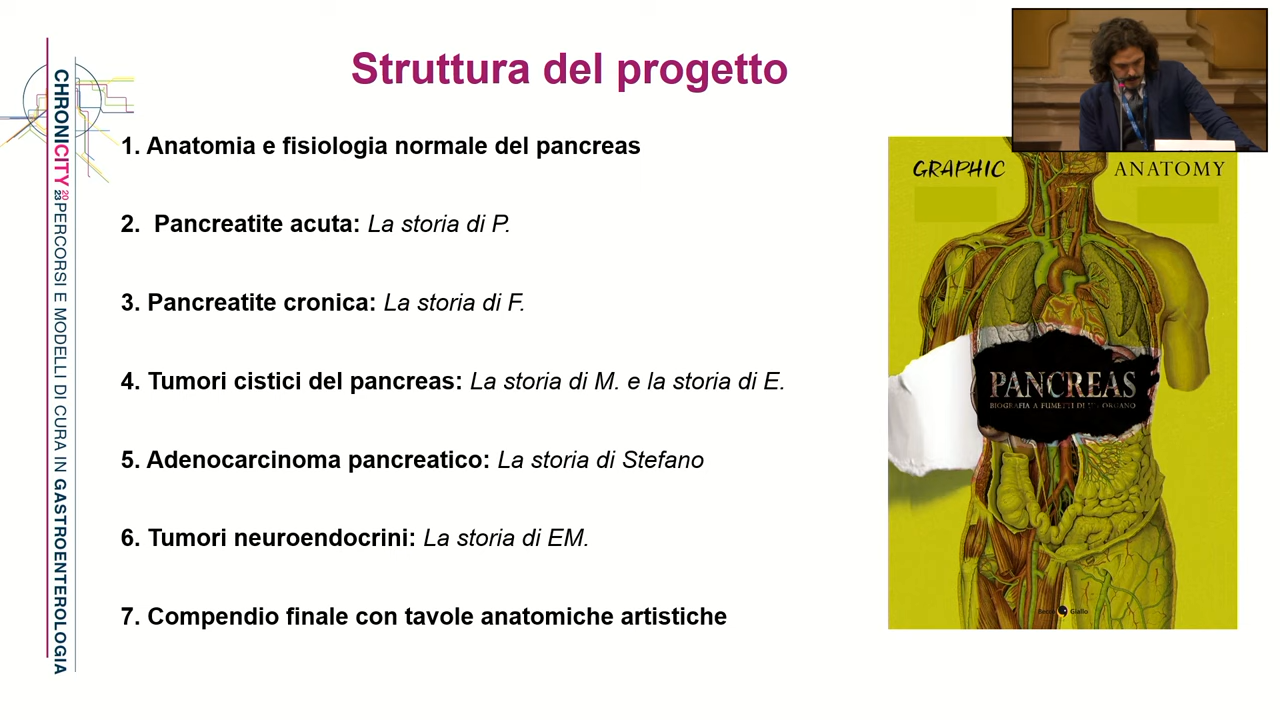 Struttura del progetto
CHRONICITY 2023 PERCORSI E MODELLI DI CURA IN GASTROENTEROLOGIA
1. Anatomia e fisiologia normale del pancreas
2. Pancreatite acuta: La storia di P.
3. Pancreatite cronica: La storia di F.
4. Tumori cistici del pancreas: La storia di M. e la storia di E.
5. Adenocarcinoma pancreatico: La storia di Stefano
6. Tumori neuroendocrini: La storia di EM.
7. Compendio finale con tavole anatomiche artistiche
GRAPHIC ANATOMY
PANCREAS
BIOGRAFIA A FUMETTI DI UN ORGANO
Becco Giallo